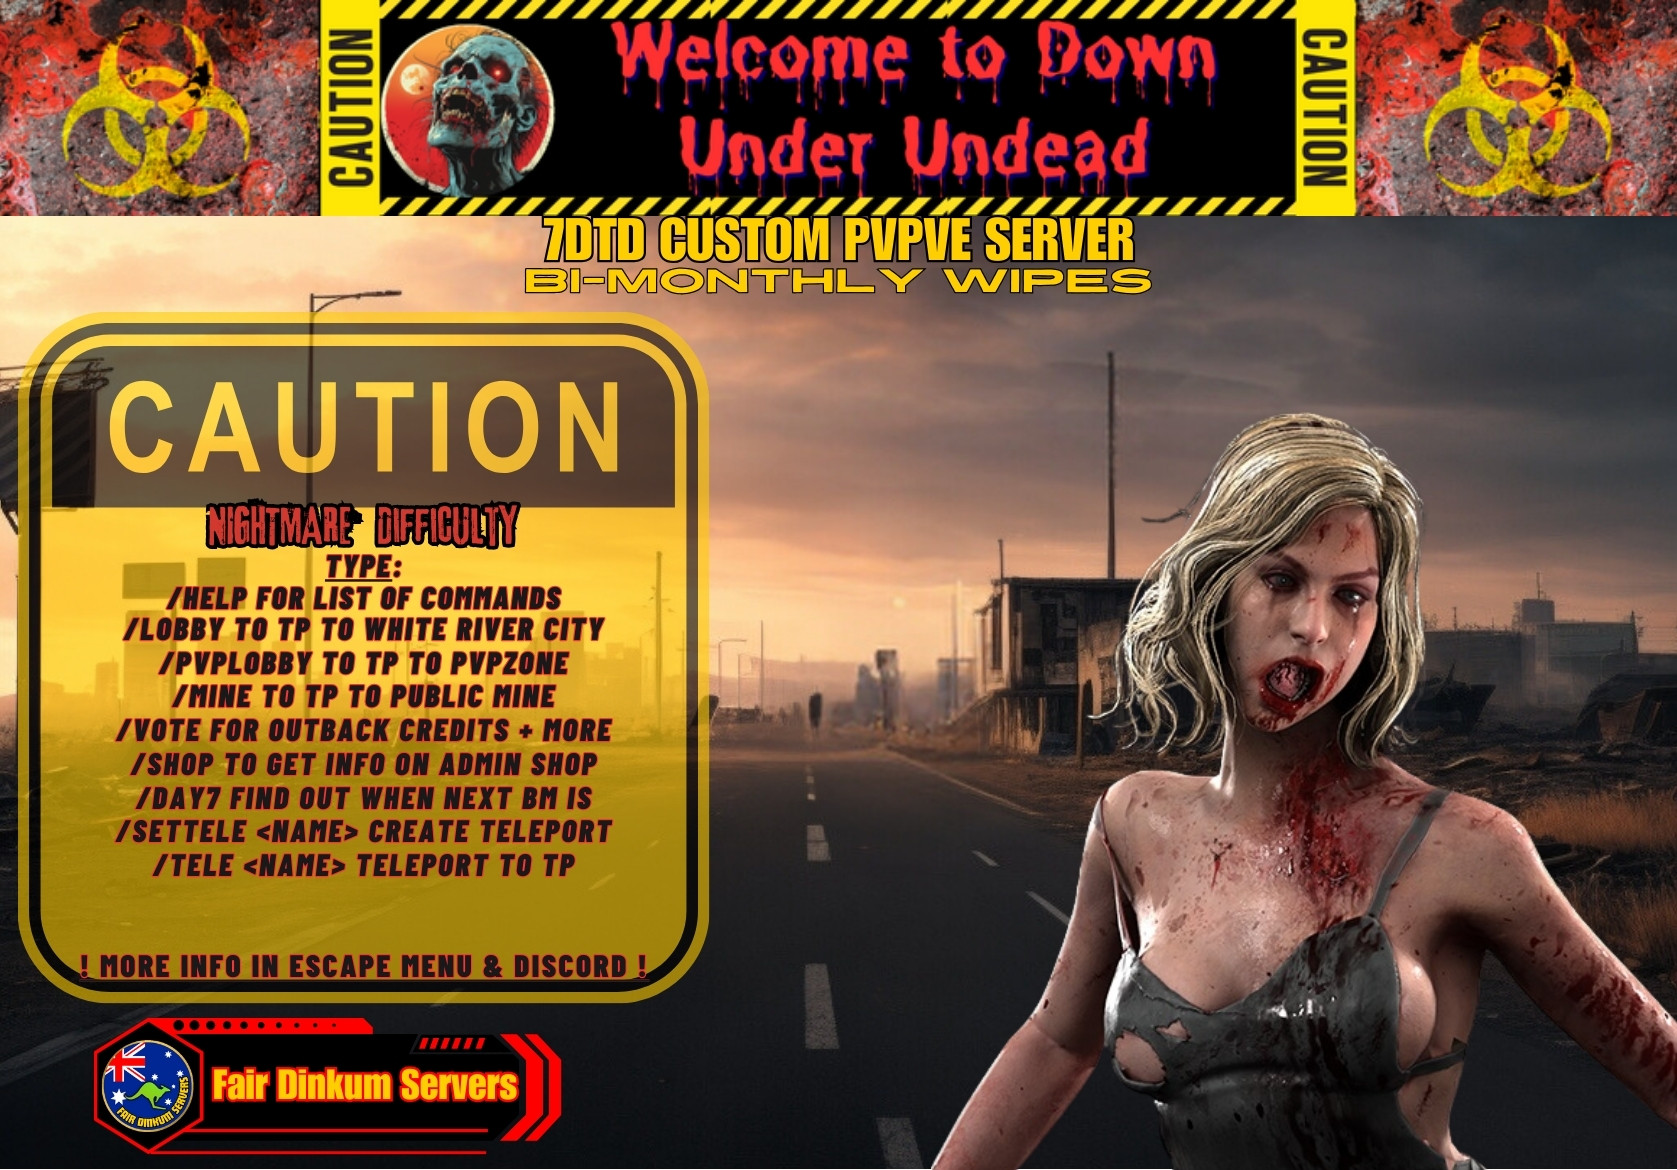 CAUTION
Welcome to Down
Under Undead
CAUTION
7DTD CUSTOM PVPVE SERVER
BI-MONTHLY WIPES
CAUTION
NIGHTMARE DIFFICULTY
TYPE:
/HELP FOR LIST OF COMMANDS
/LOBBY TO TP TO WHITE RIVER CITY
/PVPLOBBY TO TP TO PVPZONE
/MINE TO TP TO PUBLIC MINE
/VOTE FOR OUTBACK CREDITS + MORE
/SHOP TO GET INFO ON ADMIN SHOP
/DAY7 FIND OUT WHEN NEXT BM IS
/SETTELE <NAME> CREATE TELEPORT
/TELE <NAME> TELEPORT TO TP
! MORE INFO IN ESCAPE MENU & DISCORD !
FAIR DINKUM SERVERS
Fair Dinkum Servers